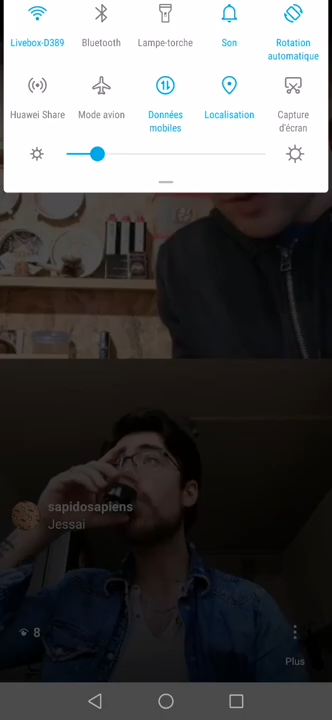 Livebox-D389
Bluetooth
Lampe-torche
Son
Rotation
automatique
Huawei Share
Mode avion
Données
mobiles
Localisation
Capture
d'écran
sapidosapiens
Jessai
8
Plus